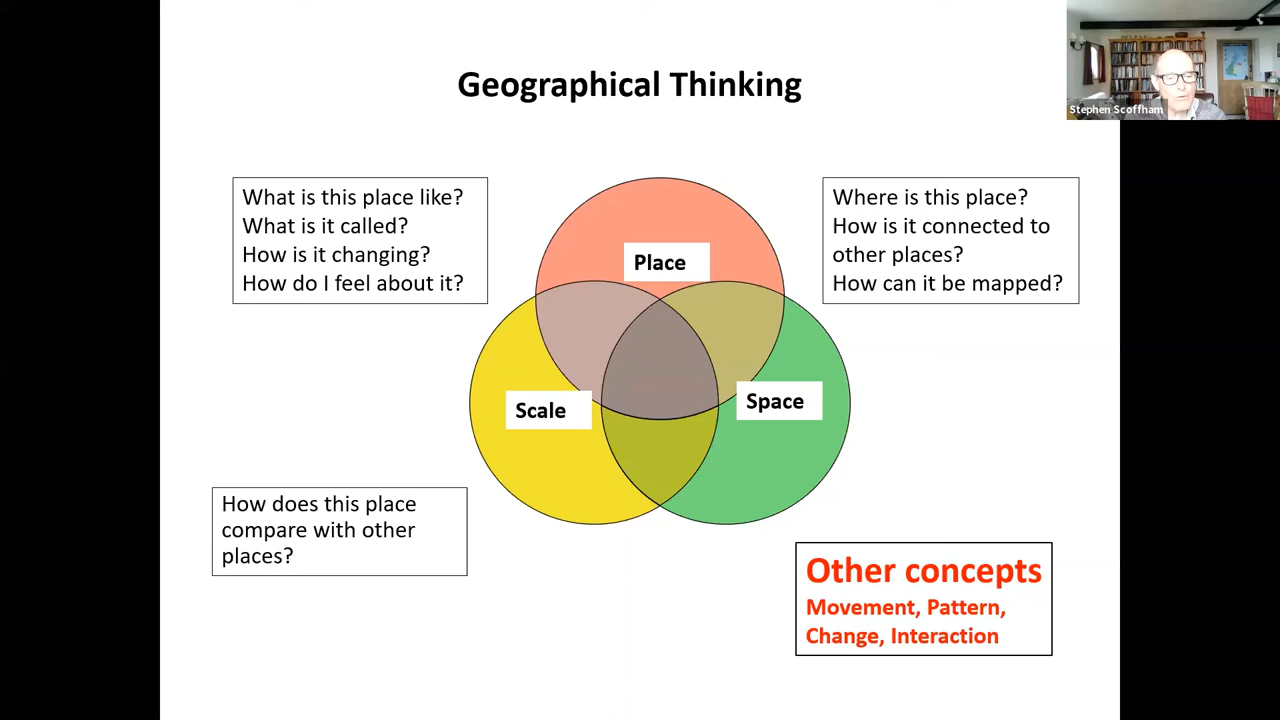 Geographical Thinking
Stephen Scoffham
What is this place like?
What is it called?
How is it changing?
How do I feel about it?
Where is this place?
How is it connected to
other places?
How can it be mapped?
Place
Scale
Space
How does this place
compare with other
places?
Other concepts
Movement, Pattern,
Change, Interaction